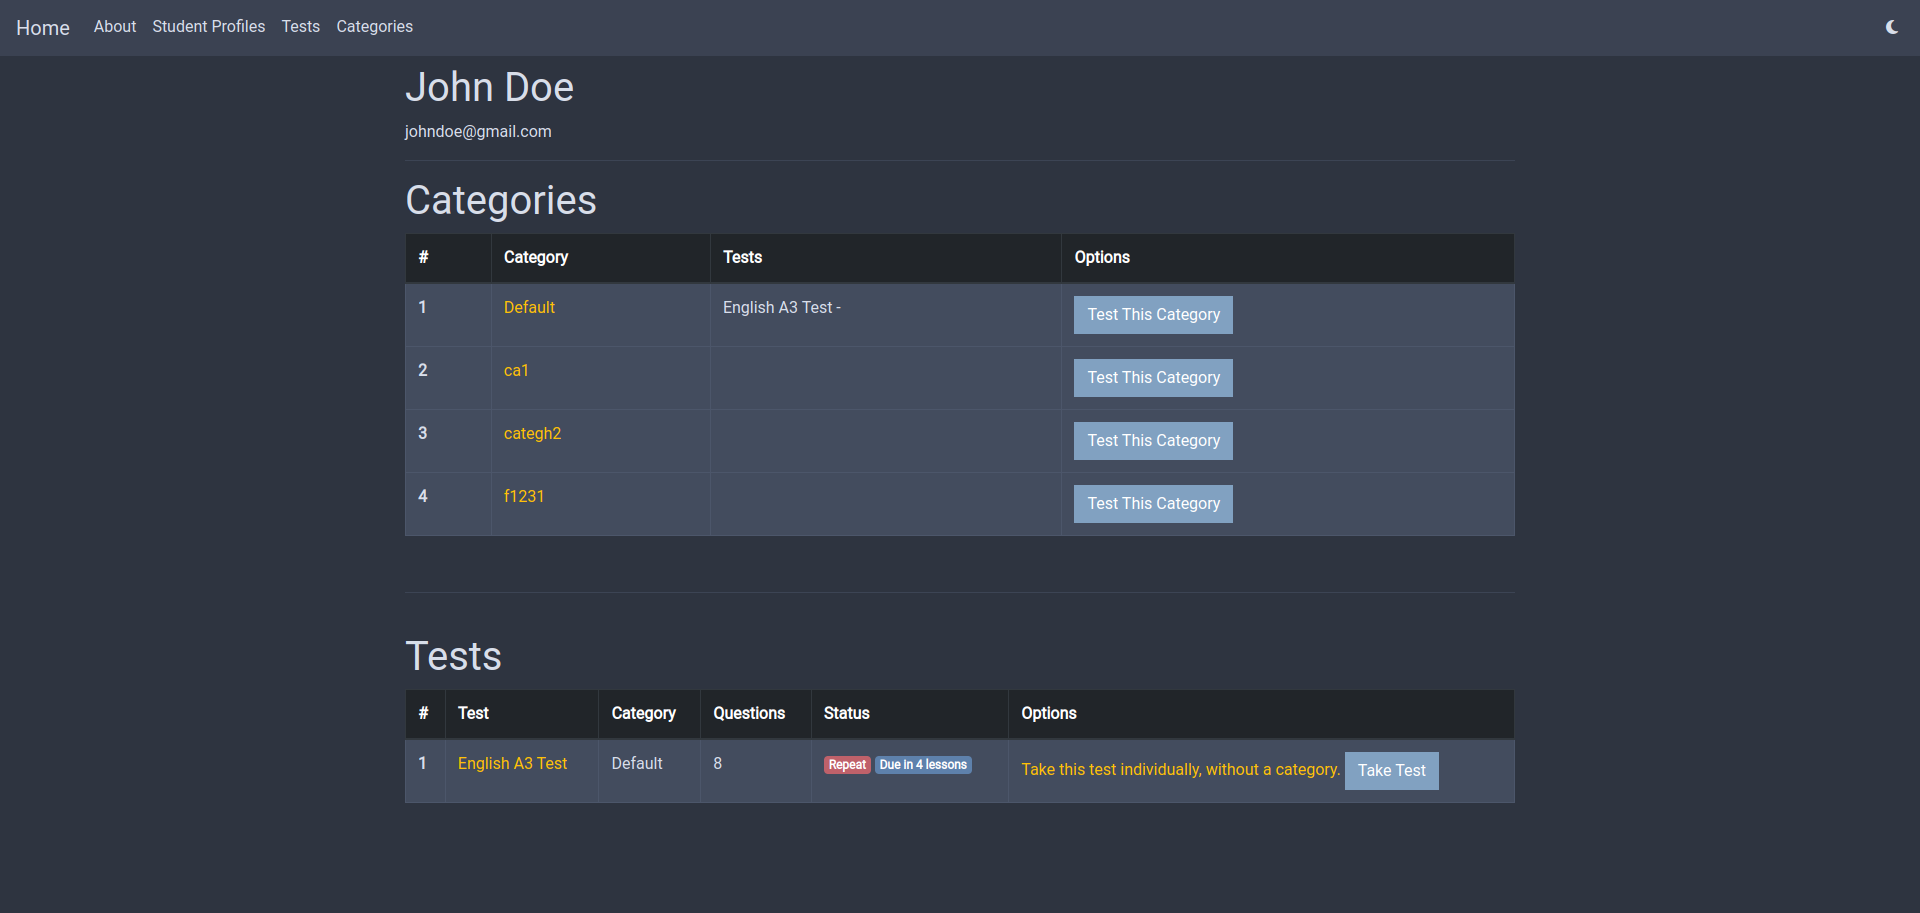 Home About Student Profiles Tests Categories
John Doe
johndoe@gmail.com
Categories
# Category Tests Options
1 Default English A3 Test - Test This Category
2 ca1 Test This Category
3 categh2 Test This Category
4 f1231 Test This Category
Tests
# Test Category Questions Status Options
1 English A3 Test Default 8 Repeat Due in 4 lessons Take this test individually, without a category. Take Test